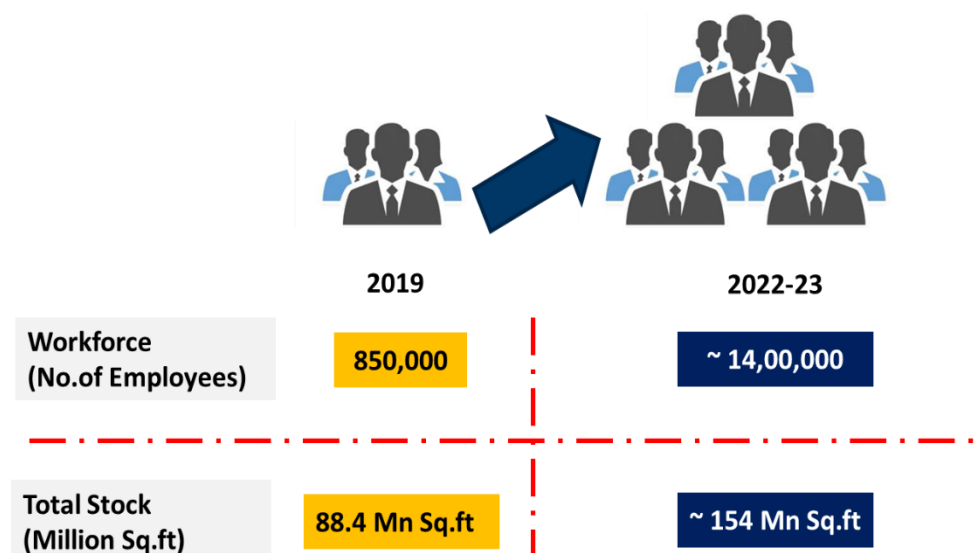 2019
2022-23
Workforce
(No.of Employees)
850,000
~ 14,00,000
Total Stock
(Million Sq.ft)
88.4 Mn Sq.ft
~ 154 Mn Sq.ft